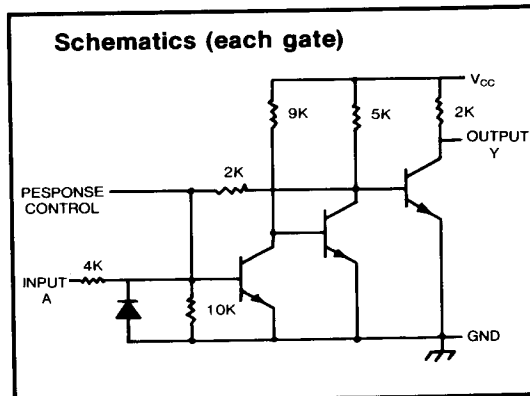 Schematics (each gate)
VCC
9K
5K
2K
OUTPUT
Y
2K
PESPONSE
CONTROL
4K
INPUT
A
10K
GND